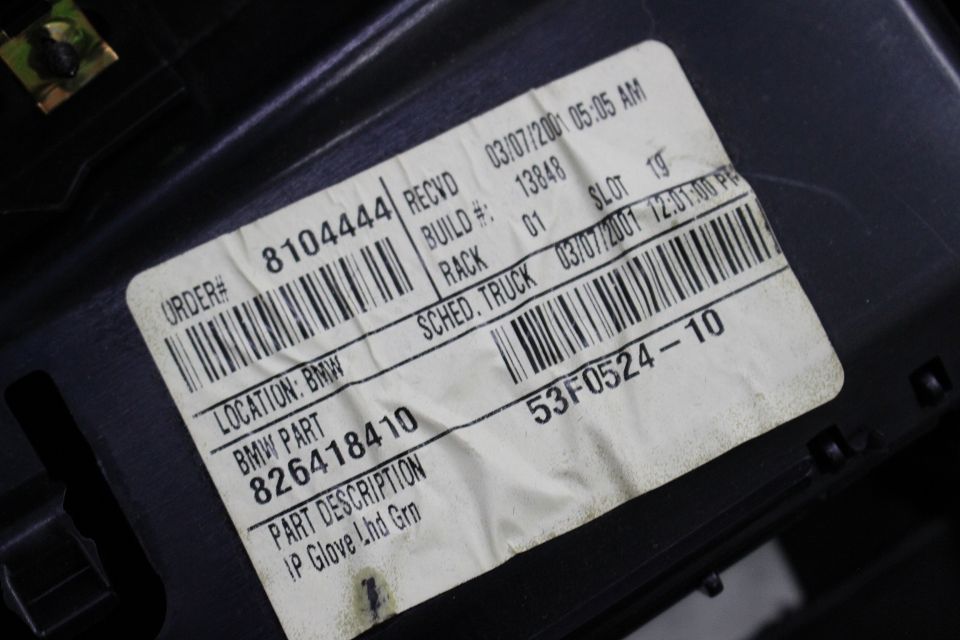 ORDER# 8104444
RECVD 03/07/2001 05:05 AM
BUILD #: 13848
RACK 01 SLOT 19
LOCATION: BMW SCHED. TRUCK 03/07/2001 12:01:00
BMW PART
826418410
53F0524-10
PART DESCRIPTION
IP Glove Lhd Grn